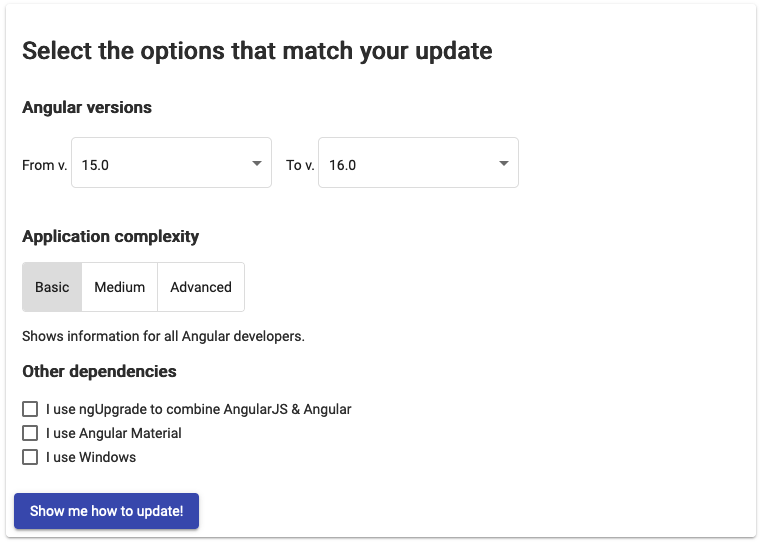 Select the options that match your update
Angular versions
From v. 15.0 To v. 16.0
Application complexity
Basic Medium Advanced
Shows information for all Angular developers.
Other dependencies
I use ngUpgrade to combine AngularJS & Angular
I use Angular Material
I use Windows
Show me how to update!